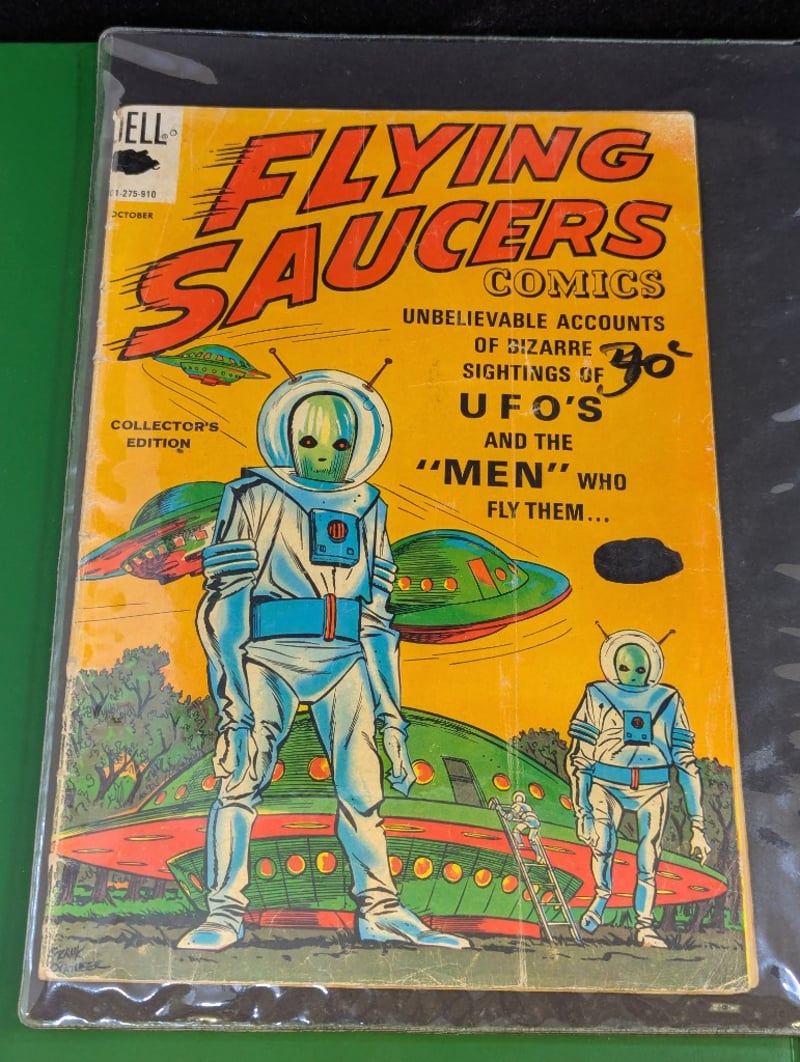 DELL
01-275-910
OCTOBER
FLYING
SAUCERS
COMICS
UNBELIEVABLE ACCOUNTS
OF BIZARRE
SIGHTINGS OF
UFO'S
AND THE
"MEN" WHO
FLY THEM...
COLLECTOR'S
EDITION
FRANK